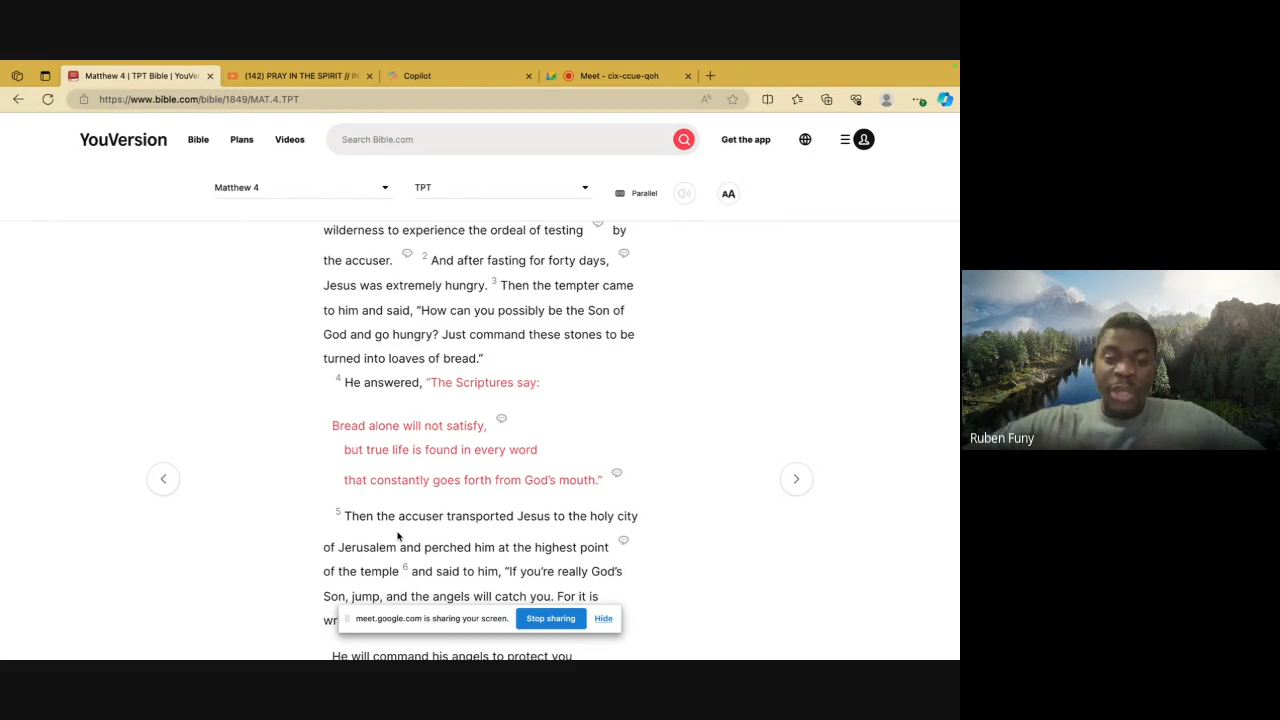 Matthew 4 | TPT Bible | YouVe
(142) PRAY IN THE SPIRIT // IN
Copilot
Meet - cix-ccue-qoh
https://www.bible.com/bible/1849/MAT.4.TPT
YouVersion
Bible
Plans
Videos
Search Bible.com
Get the app
Matthew 4
TPT
Parallel
AA
wilderness to experience the ordeal of testing by
the accuser. 2 And after fasting for forty days,
Jesus was extremely hungry. 3 Then the tempter came
to him and said, “How can you possibly be the Son of
God and go hungry? Just command these stones to be
turned into loaves of bread.”
4 He answered, “The Scriptures say:
Bread alone will not satisfy,
but true life is found in every word
that constantly goes forth from God’s mouth.”
5 Then the accuser transported Jesus to the holy city
of Jerusalem and perched him at the highest point
of the temple 6 and said to him, “If you’re really God’s
Son, jump, and the angels will catch you. For it is
wr
meet.google.com is sharing your screen.
Stop sharing
Hide
He will command his angels to protect you
Ruben Funy